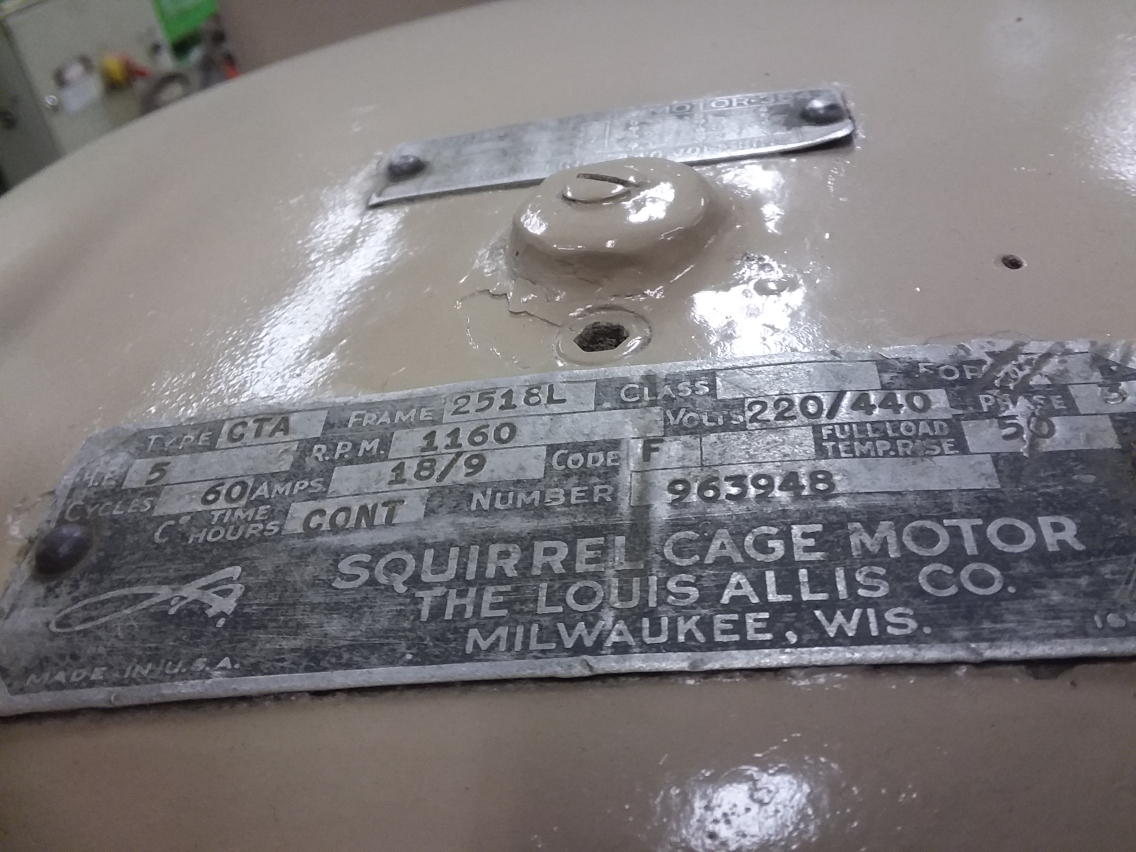 TYPE CTA FRAME 2518L CLASS FOR
H.P. 5 R.P.M. 1160 VOLTS 220/440 PHASE 3
CYCLES 60 AMPS 18/9 CODE F FULL LOAD TEMP. RISE 50
C° TIME HOURS CONT NUMBER 963948
SQUIRREL CAGE MOTOR
THE LOUIS ALLIS CO.
MILWAUKEE, WIS.
MADE IN U.S.A.